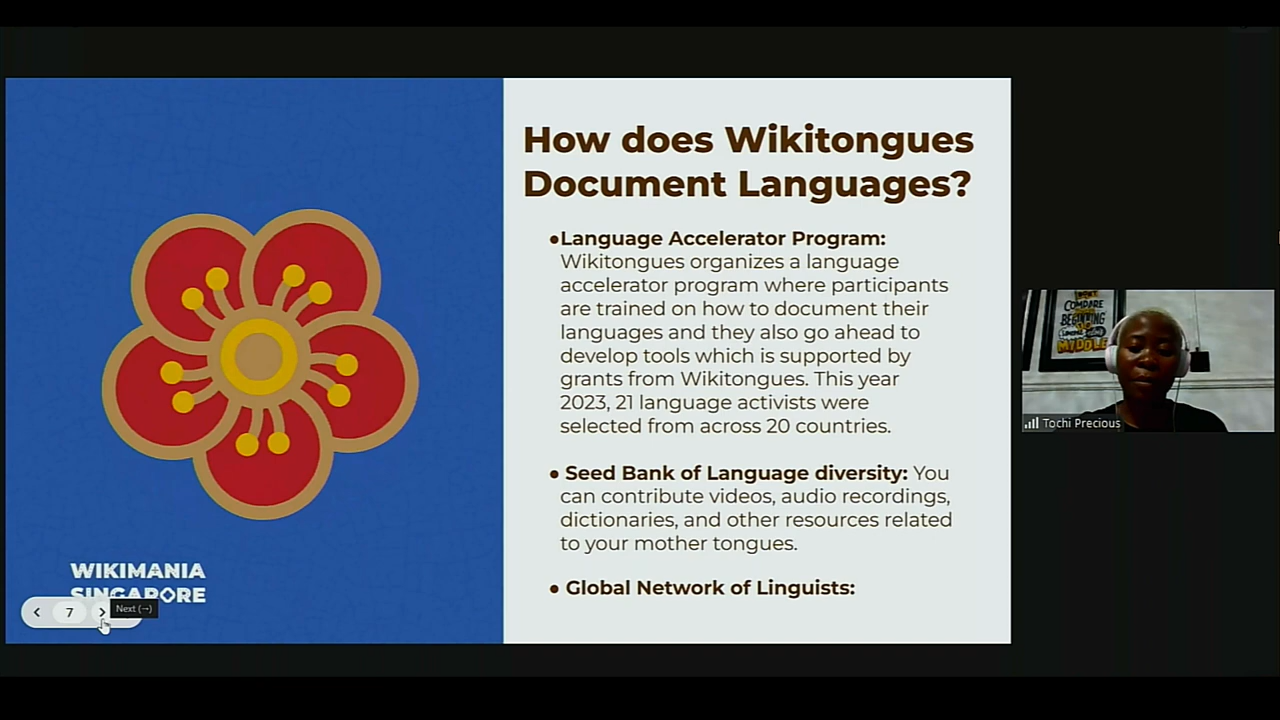 How does Wikitongues
Document Languages?
●Language Accelerator Program:
Wikitongues organizes a language
accelerator program where participants
are trained on how to document their
languages and they also go ahead to
develop tools which is supported by
grants from Wikitongues. This year
2023, 21 language activists were
selected from across 20 countries.
● Seed Bank of Language diversity: You
can contribute videos, audio recordings,
dictionaries, and other resources related
to your mother tongues.
● Global Network of Linguists:
WIKIMANIA
SINGAPORE
7
Next (→)
COMPARE
BEGINNING
MIDDLE
Tochi Precious